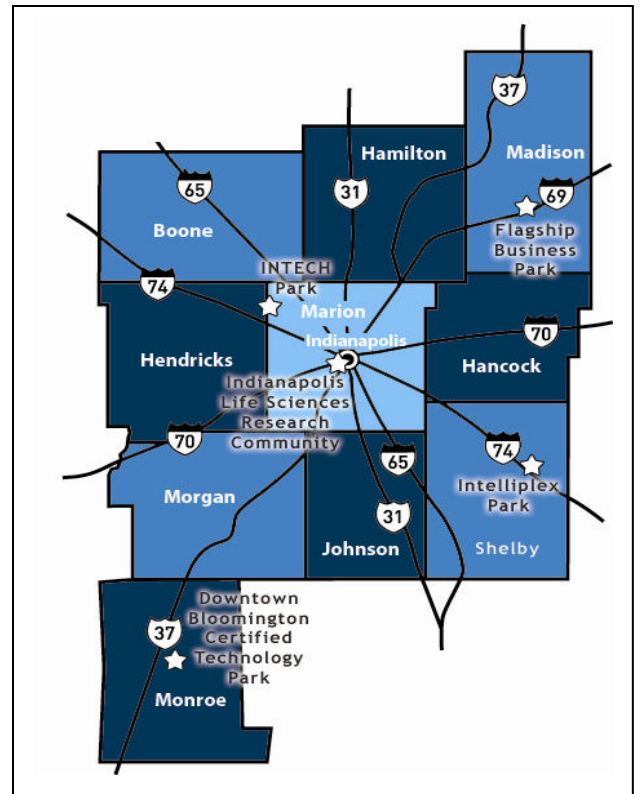 37
Hamilton
Madison
65
31
69
Boone
Flagship
Business
Park
INTECH
Park
74
Marion
Indianapolis
70
Hendricks
Hancock
Indianapolis
Life Sciences
Research
Community
70
65
74
Intelliplex
Park
Morgan
31
Johnson
Shelby
Downtown
Bloomington
Certified
Technology
Park
37
Monroe